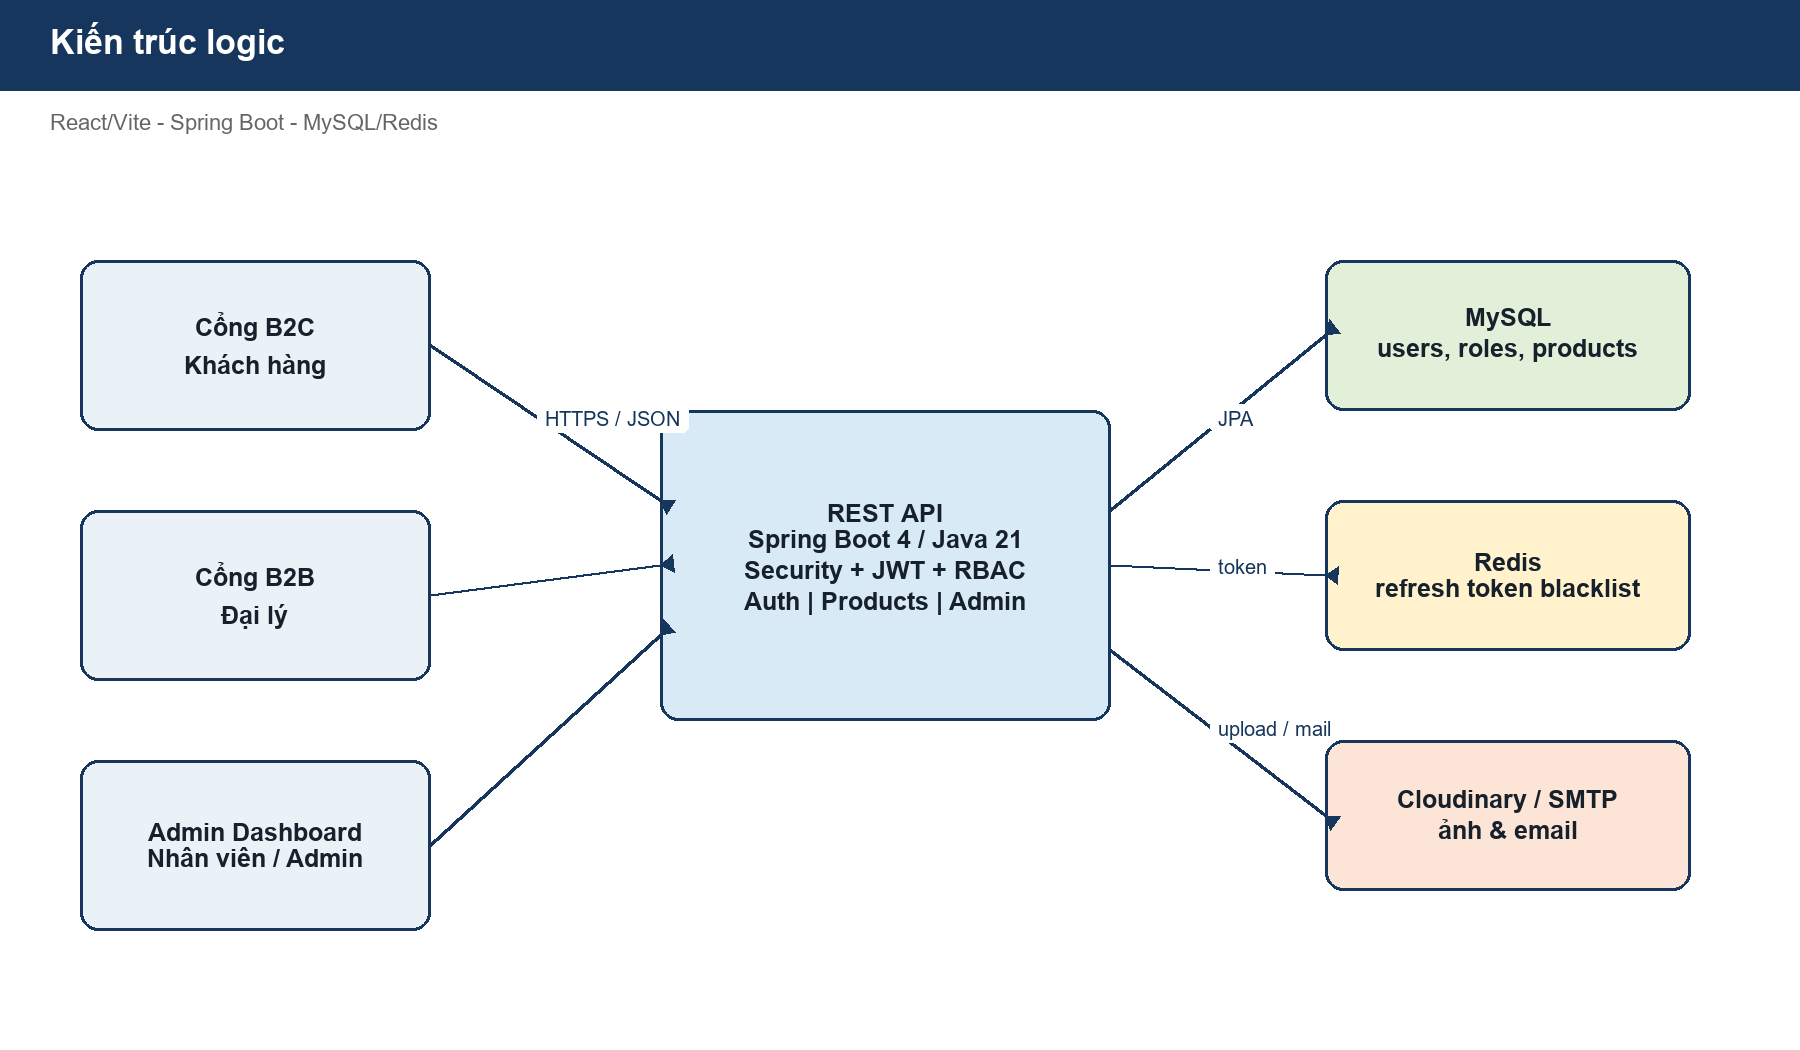 Kiến trúc logic
React/Vite - Spring Boot - MySQL/Redis
Cổng B2C
Khách hàng
HTTPS / JSON
Cổng B2B
Đại lý
Admin Dashboard
Nhân viên / Admin
REST API
Spring Boot 4 / Java 21
Security + JWT + RBAC
Auth | Products | Admin
JPA
MySQL
users, roles, products
token
Redis
refresh token blacklist
upload / mail
Cloudinary / SMTP
ảnh & email